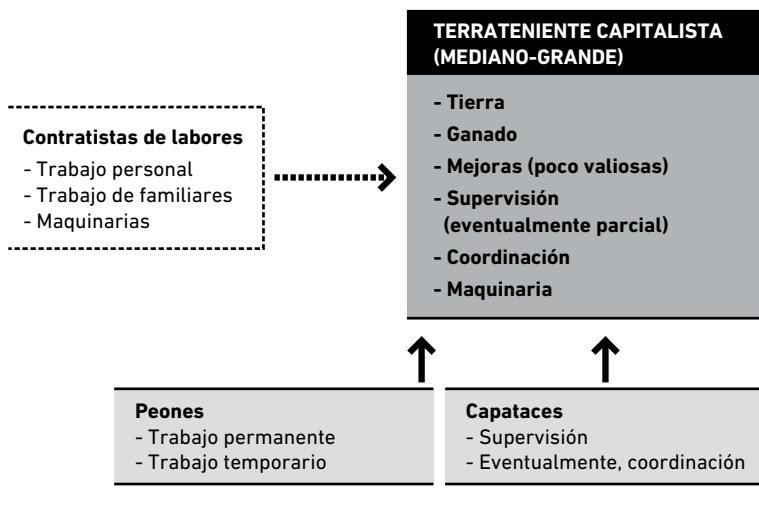 TERRATENIENTE CAPITALISTA
(MEDIANO-GRANDE)
- Tierra
- Ganado
- Mejoras (poco valiosas)
- Supervisión
(eventualmente parcial)
- Coordinación
- Maquinaria
Contratistas de labores
- Trabajo personal
- Trabajo de familiares
- Maquinarias
Peones
- Trabajo permanente
- Trabajo temporario
Capataces
- Supervisión
- Eventualmente, coordinación